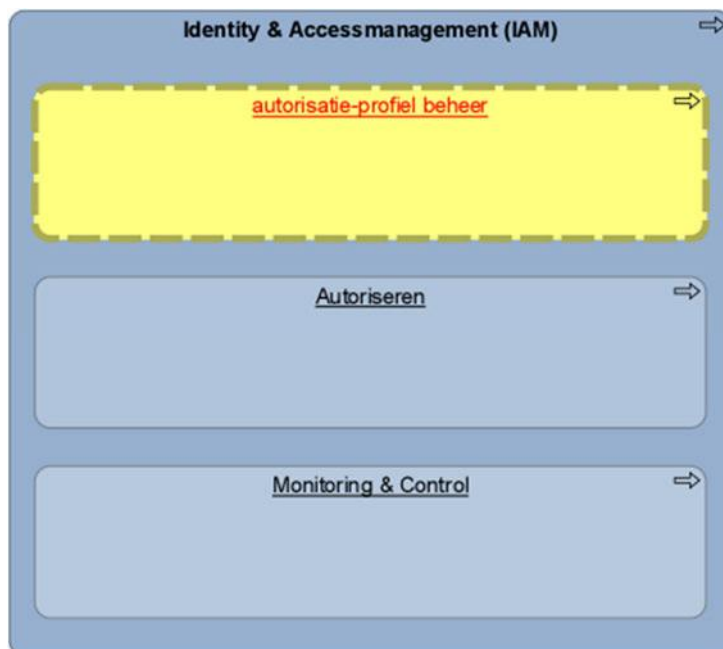 Identity & Accessmanagement (IAM)
autorisatie-profiel beheer
Autoriseren
Monitoring & Control